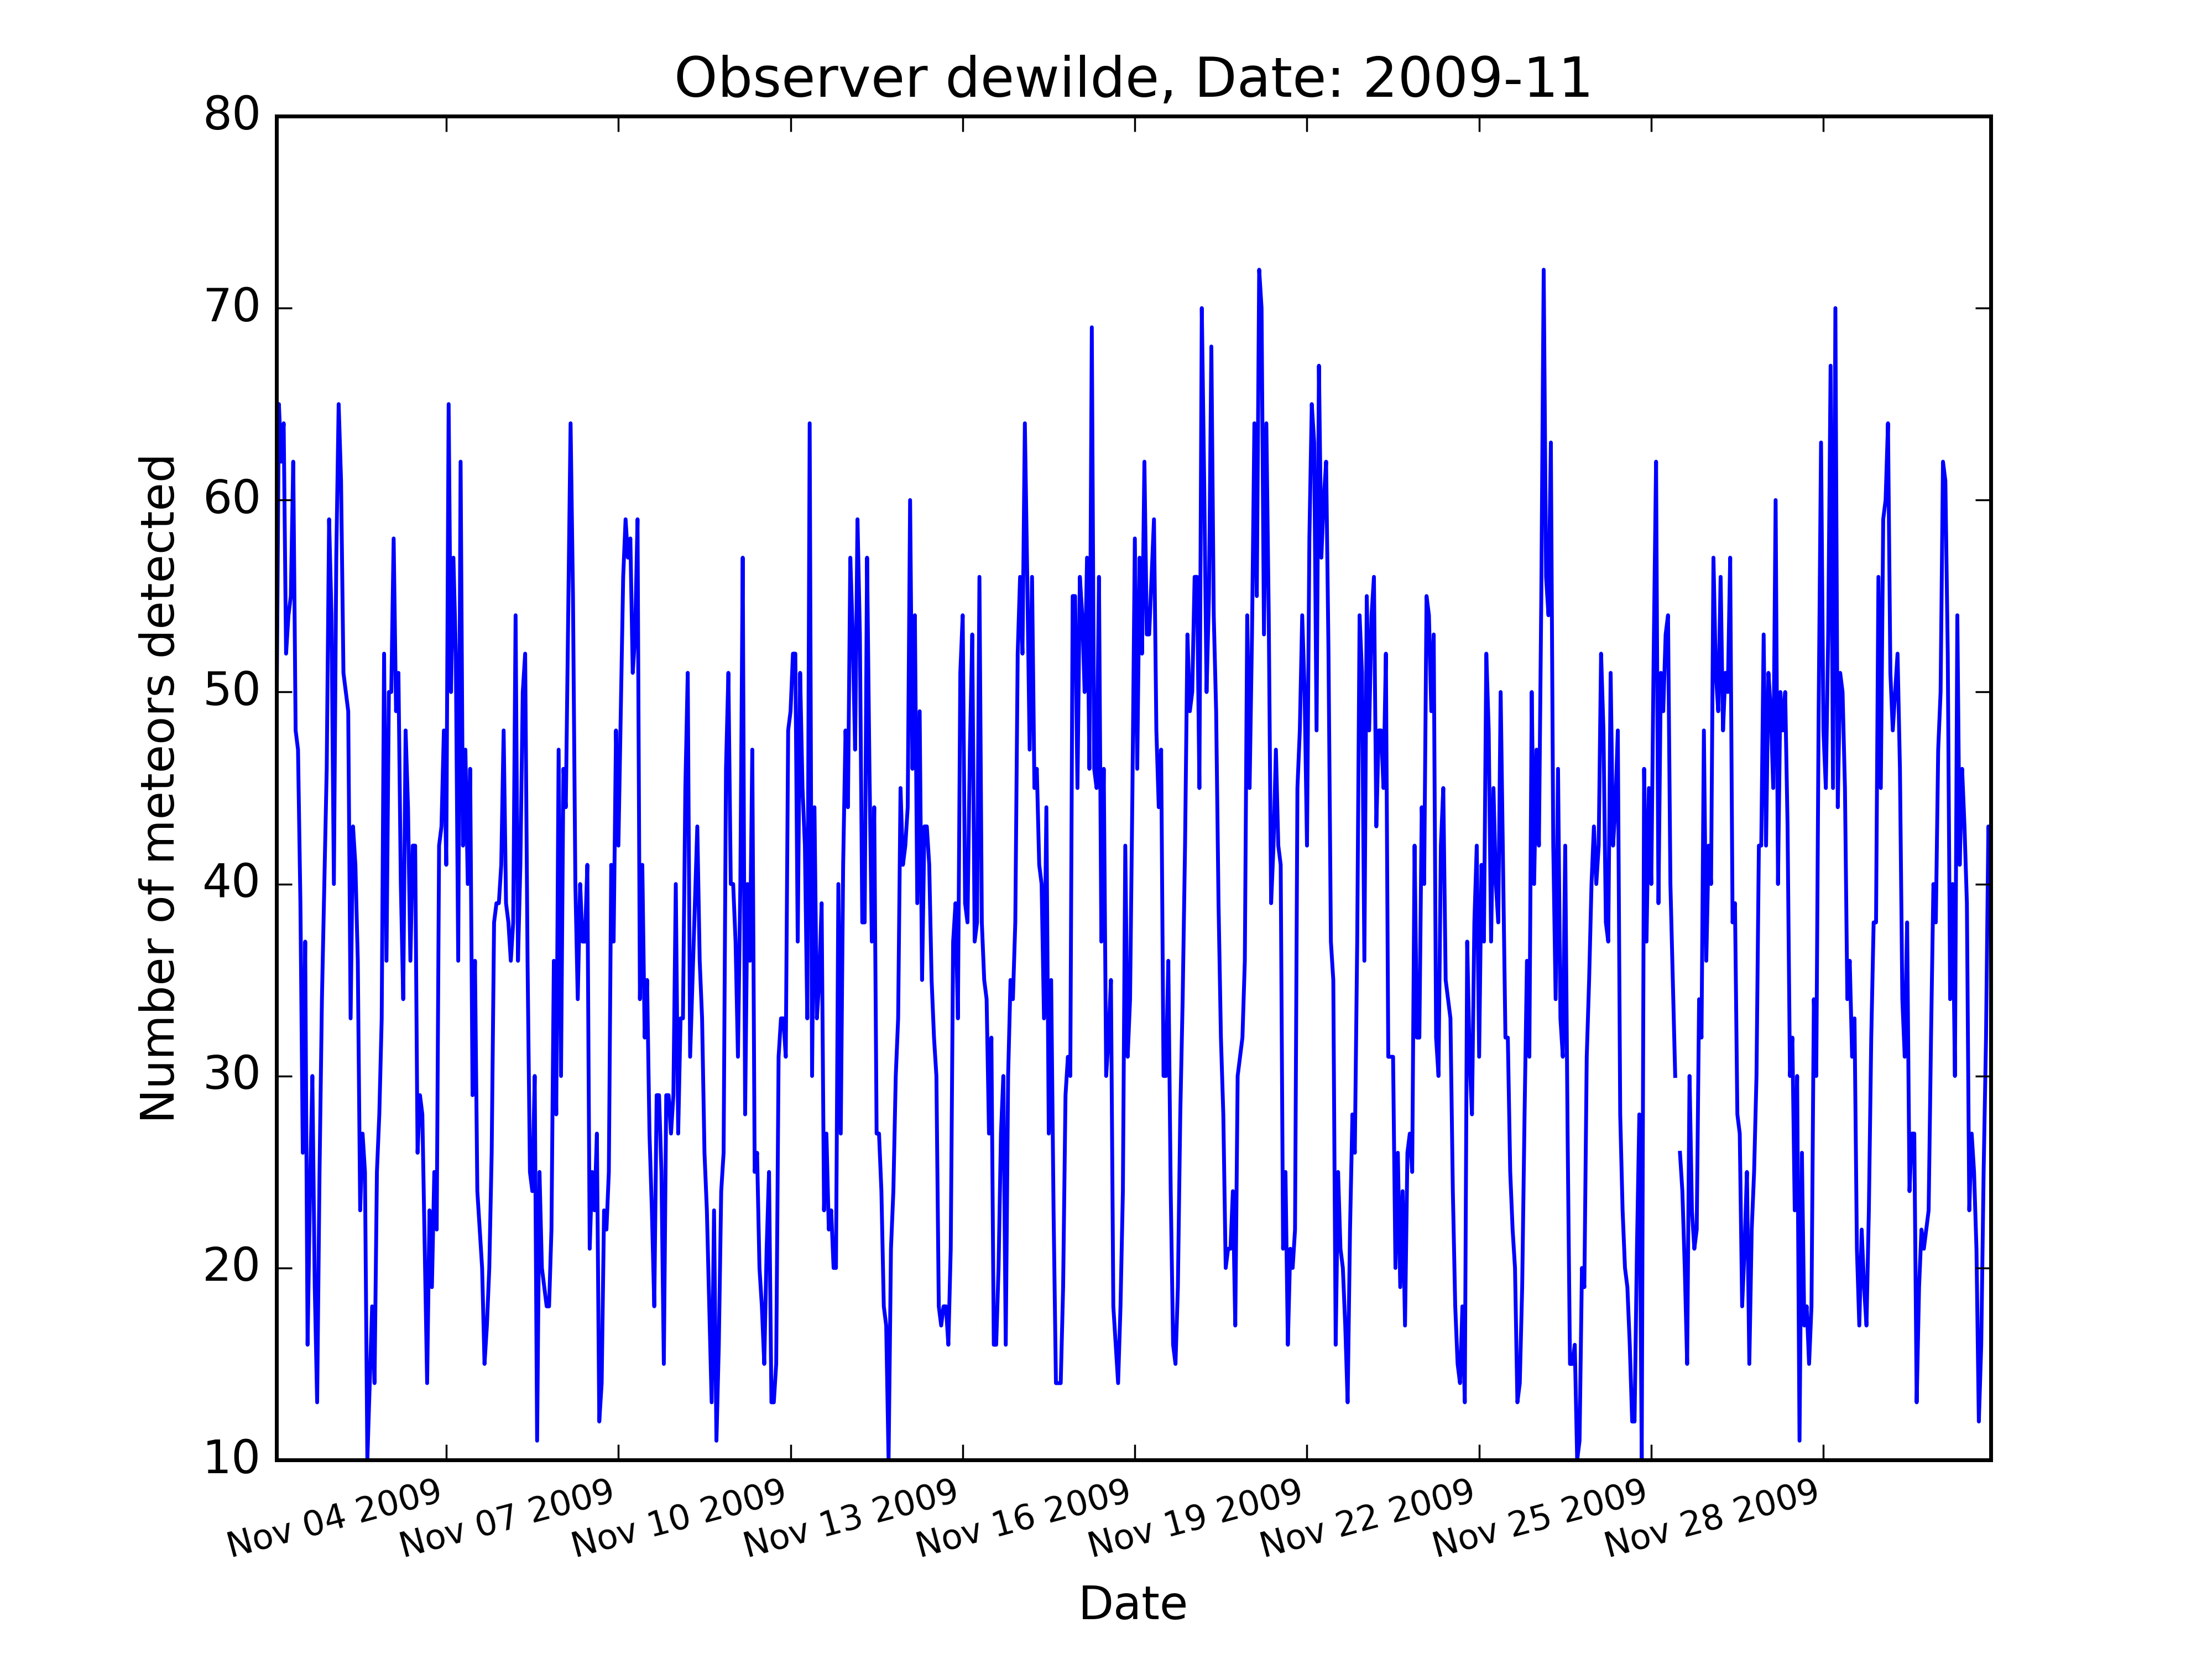 Observer dewilde, Date: 2009-11
80
70
60
50
40
30
20
10
Number of meteors detected
Nov 04 2009
Nov 07 2009
Nov 10 2009
Nov 13 2009
Nov 16 2009
Nov 19 2009
Nov 22 2009
Nov 25 2009
Nov 28 2009
Date